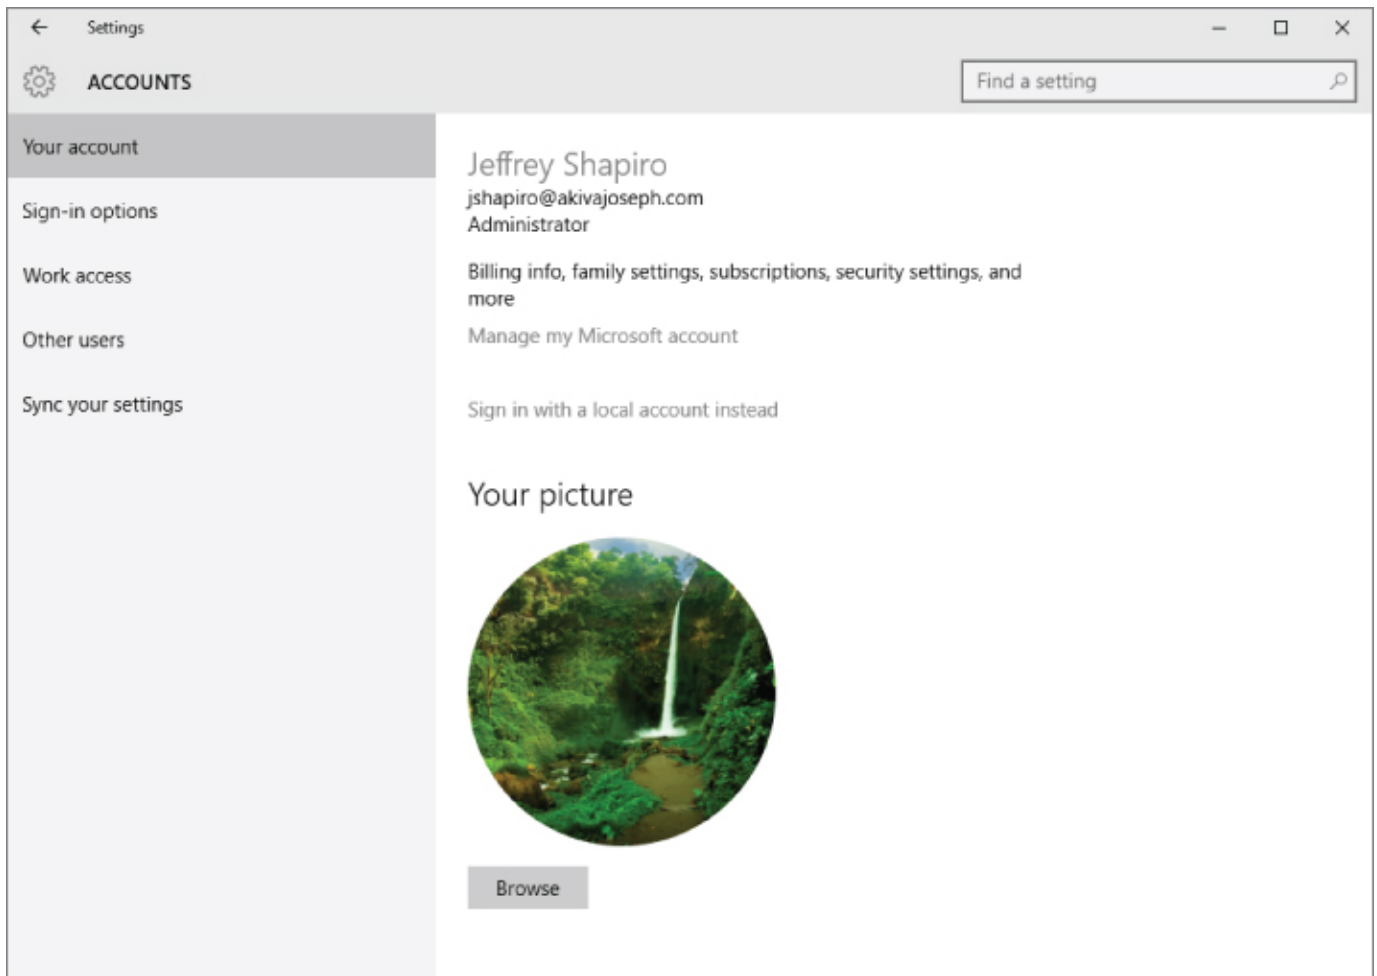 Settings
ACCOUNTS
Find a setting
Your account
Sign-in options
Work access
Other users
Sync your settings
Jeffrey Shapiro
jshapiro@akivajoseph.com
Administrator
Billing info, family settings, subscriptions, security settings, and
more
Manage my Microsoft account
Sign in with a local account instead
Your picture
Browse